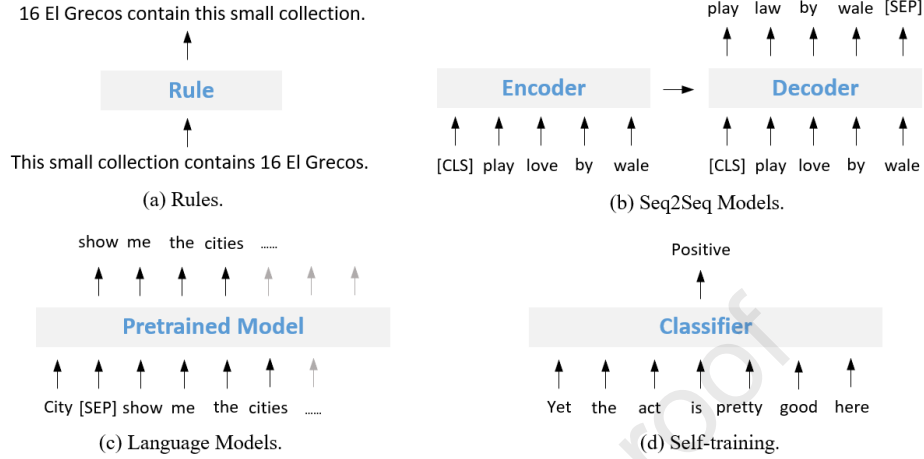 16 El Grecos contain this small collection.
Rule
This small collection contains 16 El Grecos.
(a) Rules.
play law by wale [SEP]
Encoder
Decoder
[CLS] play love by wale
[CLS] play love by wale
(b) Seq2Seq Models.
show me the cities ......
Pretrained Model
City [SEP] show me the cities ......
(c) Language Models.
Positive
Classifier
Yet the act is pretty good here
(d) Self-training.
roof